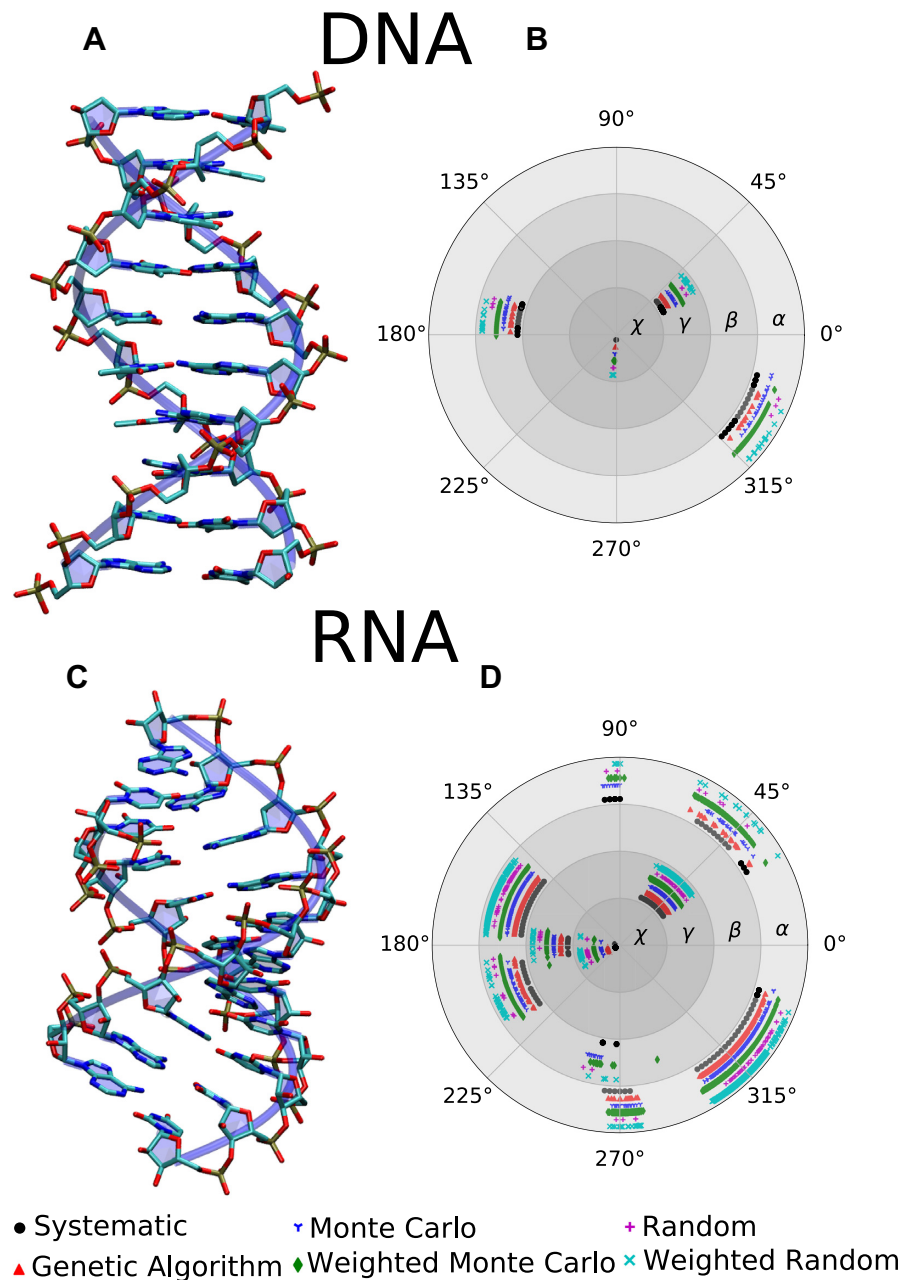 DNA
A
B
90°
135°
45°
180°
χ γ β α
0°
225°
315°
270°
RNA
C
D
90°
135°
45°
180°
χ γ β α
0°
225°
315°
270°
Systematic
Monte Carlo
Random
Genetic Algorithm
Weighted Monte Carlo
Weighted Random